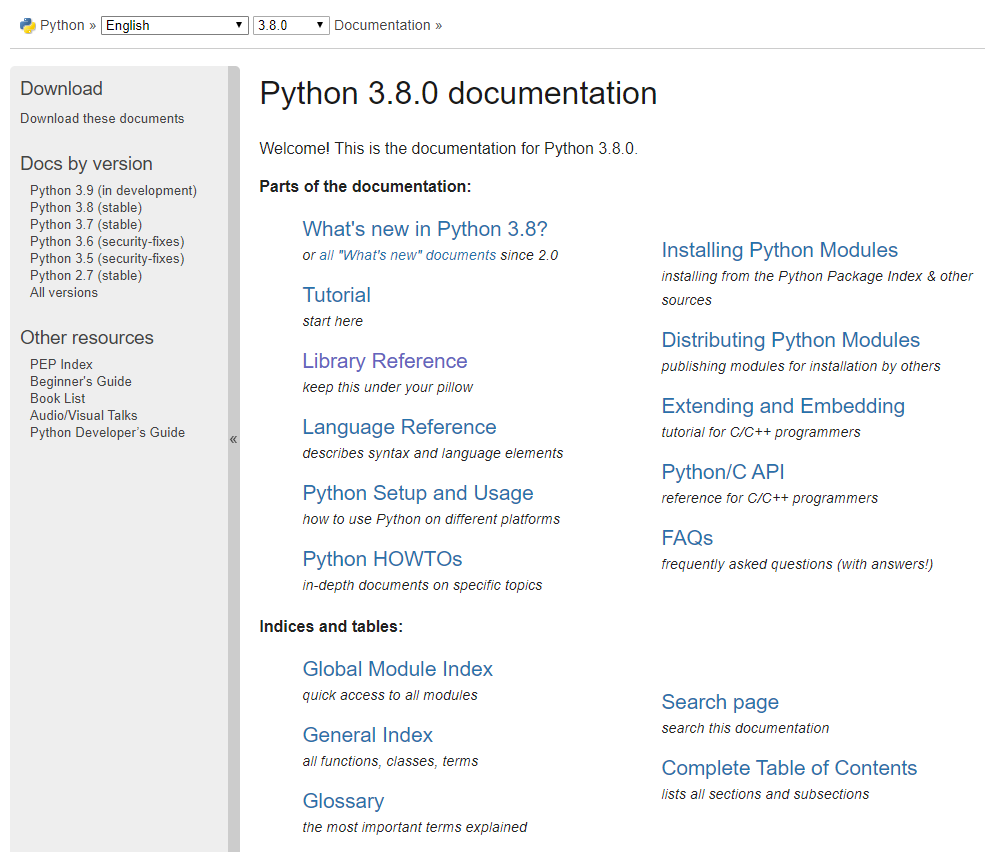 Python » English 3.8.0 Documentation »
Download
Download these documents
Docs by version
Python 3.9 (in development)
Python 3.8 (stable)
Python 3.7 (stable)
Python 3.6 (security-fixes)
Python 3.5 (security-fixes)
Python 2.7 (stable)
All versions
Other resources
PEP Index
Beginner's Guide
Book List
Audio/Visual Talks
Python Developer's Guide
«
Python 3.8.0 documentation
Welcome! This is the documentation for Python 3.8.0.
Parts of the documentation:
What's new in Python 3.8?
or all "What's new" documents since 2.0
Tutorial
start here
Library Reference
keep this under your pillow
Language Reference
describes syntax and language elements
Python Setup and Usage
how to use Python on different platforms
Python HOWTOs
in-depth documents on specific topics
Installing Python Modules
installing from the Python Package Index & other
sources
Distributing Python Modules
publishing modules for installation by others
Extending and Embedding
tutorial for C/C++ programmers
Python/C API
reference for C/C++ programmers
FAQs
frequently asked questions (with answers!)
Indices and tables:
Global Module Index
quick access to all modules
General Index
all functions, classes, terms
Glossary
the most important terms explained
Search page
search this documentation
Complete Table of Contents
lists all sections and subsections